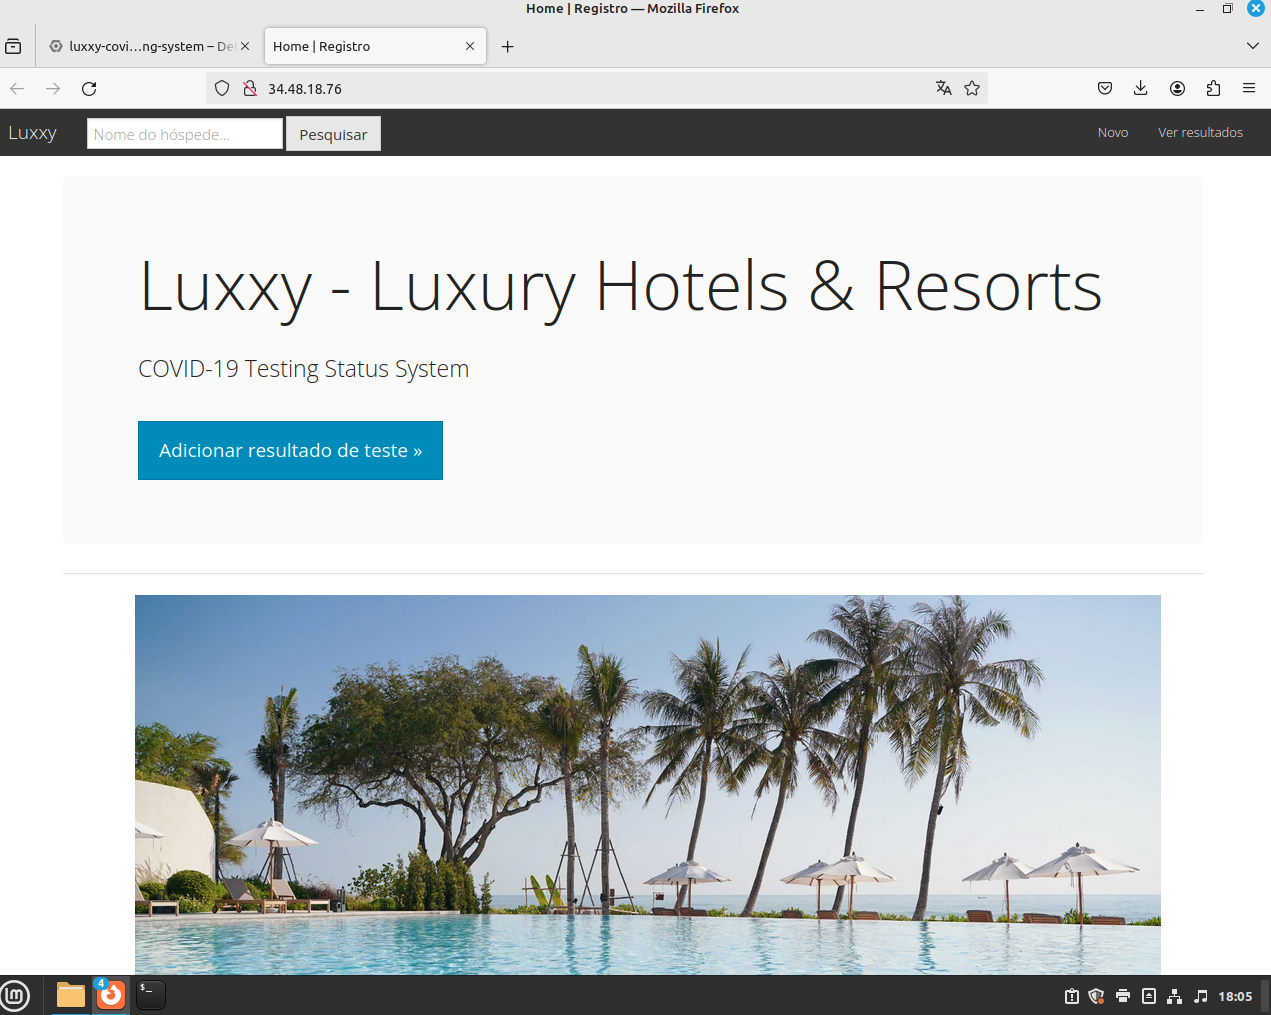 Home | Registro — Mozilla Firefox
luxxy-covi…ng-system – De
Home | Registro
34.48.18.76
Luxxy
Nome do hóspede...
Pesquisar
Novo
Ver resultados
Luxxy - Luxury Hotels & Resorts
COVID-19 Testing Status System
Adicionar resultado de teste »
4
$_
18:05